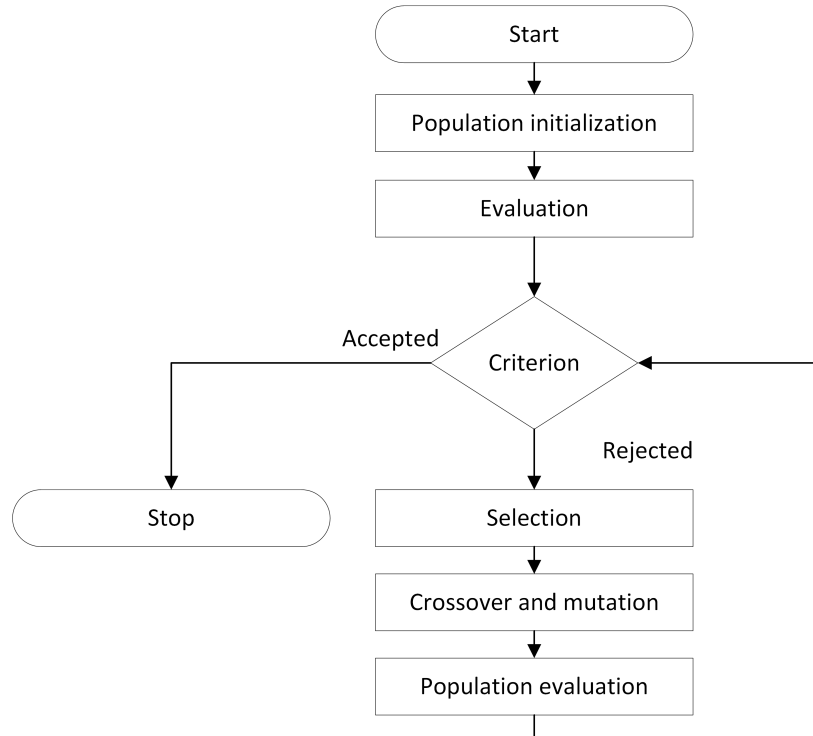 Start
Population initialization
Evaluation
Accepted
Criterion
Rejected
Stop
Selection
Crossover and mutation
Population evaluation